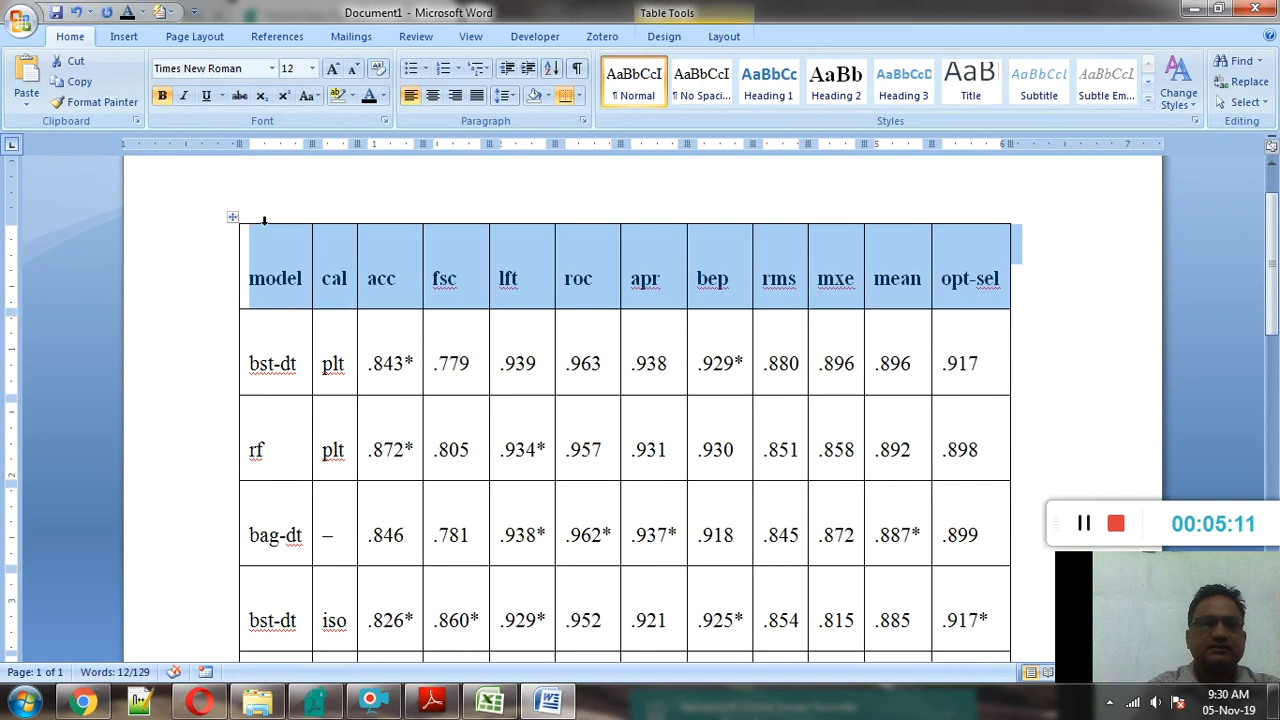 Document1 - Microsoft Word
Table Tools
Home Insert Page Layout References Mailings Review View Developer Zotero Design Layout
Paste
Cut
Copy
Format Painter
Clipboard
Times New Roman 12
Font
Paragraph
AaBbCcI AaBbCcI AaBbCc AaBb AaBbCcD AaB AaBbCcI AaBbCcI
¶ Normal ¶ No Spaci... Heading 1 Heading 2 Heading 3 Title Subtitle Subtle Em...
Change Styles
Styles
Find
Replace
Select
Editing
1 1 2 5 6 7
model cal acc fsc lft roc apr bep rms mxe mean opt-sel
bst-dt plt .843* .779 .939 .963 .938 .929* .880 .896 .896 .917
rf plt .872* .805 .934* .957 .931 .930 .851 .858 .892 .898
bag-dt – .846 .781 .938* .962* .937* .918 .845 .872 .887* .899
bst-dt iso .826* .860* .929* .952 .921 .925* .854 .815 .885 .917*
00:05:11
Page: 1 of 1 Words: 12/129
9:30 AM
05-Nov-19